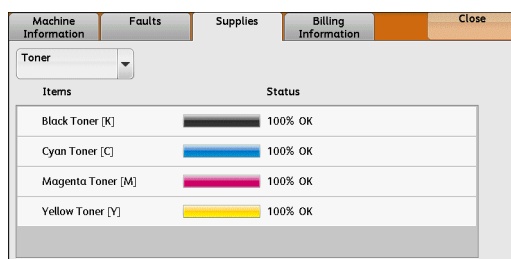 Machine Information
Faults
Supplies
Billing Information
Close
Toner
Items Status
Black Toner [K] 100% OK
Cyan Toner [C] 100% OK
Magenta Toner [M] 100% OK
Yellow Toner [Y] 100% OK